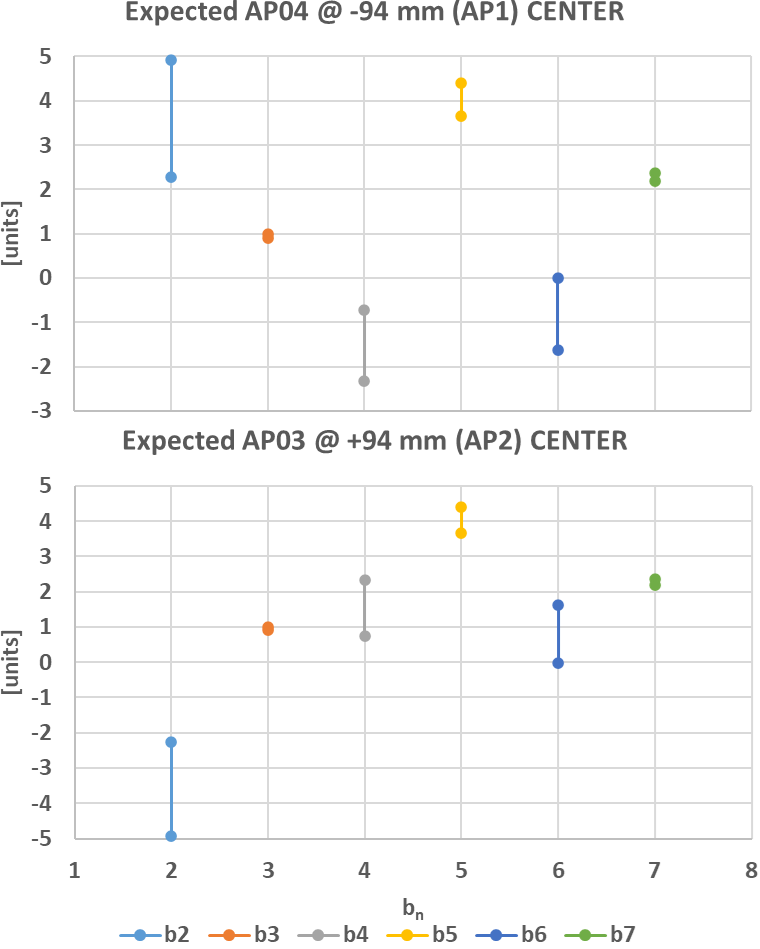 Expected AP04 @ -94 mm (AP1) CENTER
5
4
3
2
1
0
-1
-2
-3
[units]
Expected AP03 @ +94 mm (AP2) CENTER
5
4
3
2
1
0
-1
-2
-3
-4
-5
[units]
1 2 3 4 5 6 7 8
bn
b2 b3 b4 b5 b6 b7